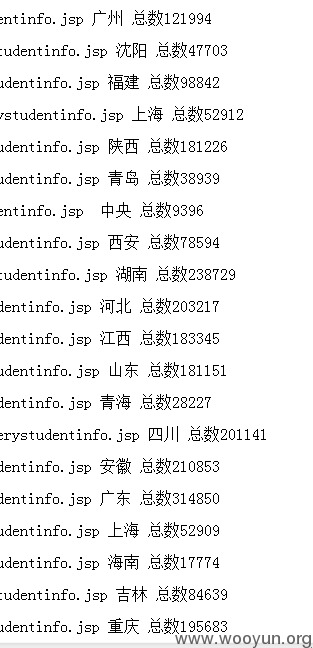 entinfo.jsp 广州 总数121994
tudentinfo.jsp 沈阳 总数47703
udentinfo.jsp 福建 总数98842
ystudentinfo.jsp 上海 总数52912
udentinfo.jsp 陕西 总数181226
udentinfo.jsp 青岛 总数38939
entinfo.jsp 中央 总数9396
udentinfo.jsp 西安 总数78594
tudentinfo.jsp 湖南 总数238729
dentinfo.jsp 河北 总数203217
udentinfo.jsp 江西 总数183345
udentinfo.jsp 山东 总数181151
dentinfo.jsp 青海 总数28227
erystudentinfo.jsp 四川 总数201141
dentinfo.jsp 安徽 总数210853
dentinfo.jsp 广东 总数314850
udentinfo.jsp 上海 总数52909
udentinfo.jsp 海南 总数17774
tudentinfo.jsp 吉林 总数84639
udentinfo.jsp 重庆 总数195683
www.wooyun.org